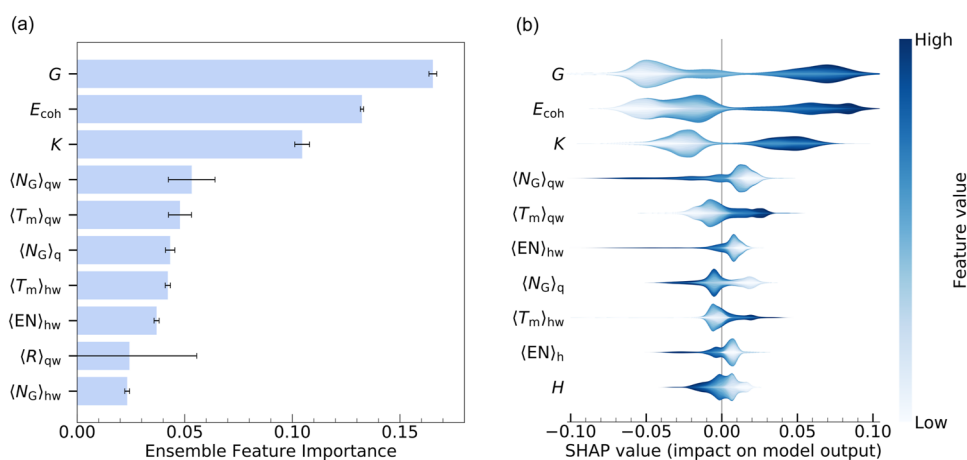 (a)
G
E_coh
K
⟨N_G⟩_qw
⟨T_m⟩_qw
⟨N_G⟩_q
⟨T_m⟩_hw
⟨EN⟩_hw
⟨R⟩_qw
⟨N_G⟩_hw
0.00 0.05 0.10 0.15
Ensemble Feature Importance
(b)
G
E_coh
K
⟨N_G⟩_qw
⟨T_m⟩_qw
⟨EN⟩_hw
⟨N_G⟩_q
⟨T_m⟩_hw
⟨EN⟩_h
H
−0.10 −0.05 0.00 0.05 0.10
SHAP value (impact on model output)
High
Feature value
Low